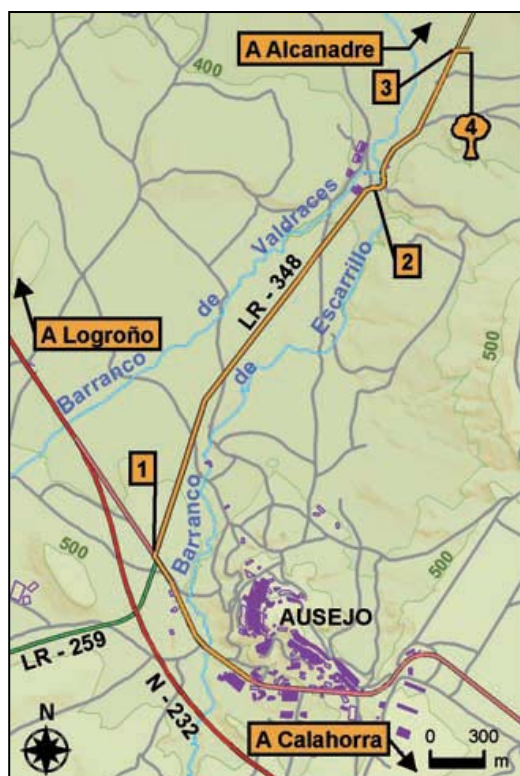 A Alcanadre
3
4
400
Barranco de Valdraces
LR - 348
2
Barranco de Escarrillo
A Logroño
500
1
500
500
AUSEJO
LR - 259
N - 232
A Calahorra
N
0 300
m